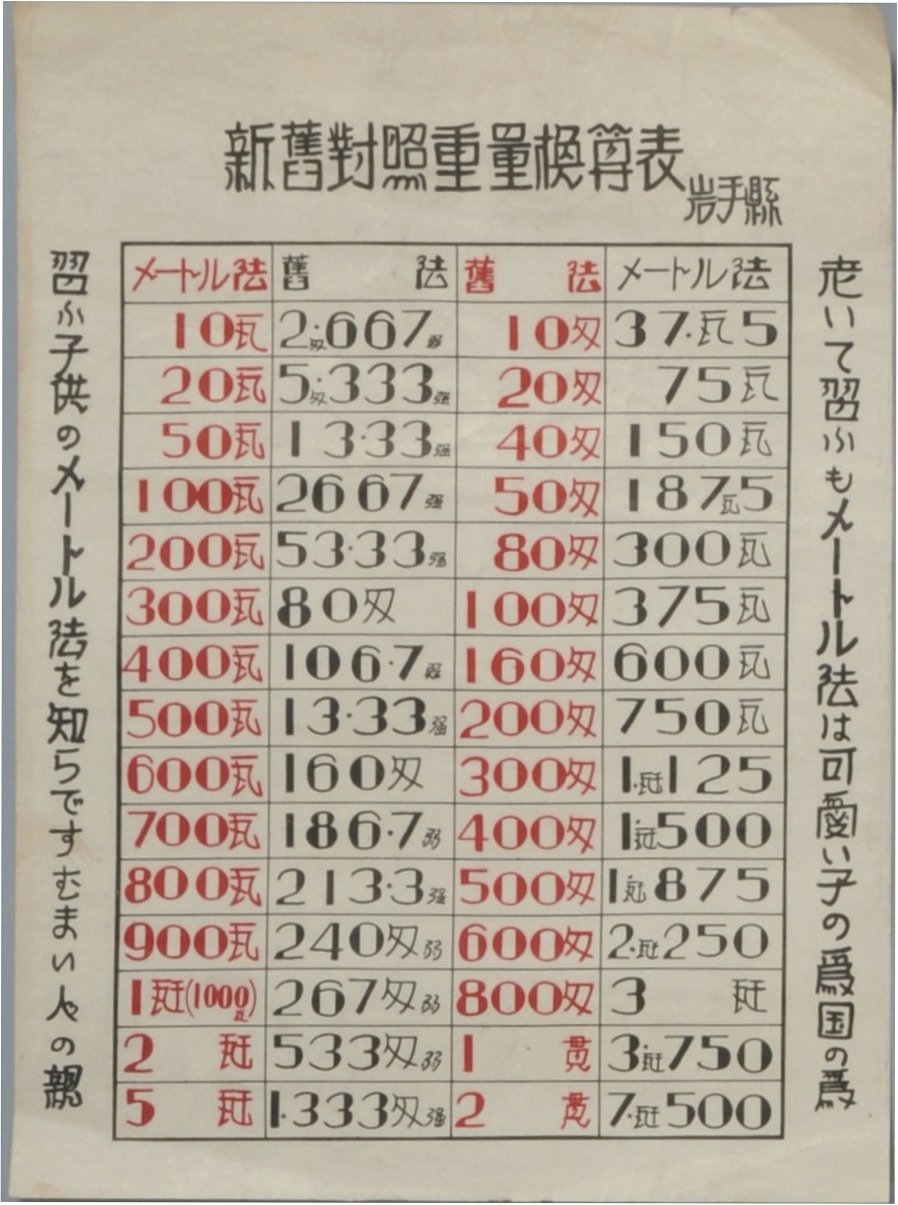 新舊對照重量換算表
岩手縣
老いて習ふもメートル法は可愛い子の爲国の爲
メートル法 舊法 舊法 メートル法
10瓦 2.匁667弱 10匁 37.瓦5
20瓦 5.匁333强 20匁 75瓦
50瓦 13.33强 40匁 150瓦
100瓦 2667强 50匁 187瓦5
200瓦 53.33强 80匁 300瓦
300瓦 80匁 100匁 375瓦
400瓦 106.7弱 160匁 600瓦
500瓦 13.33强 200匁 750瓦
600瓦 160匁 300匁 1.瓩125
700瓦 186.7弱 400匁 1.瓩500
800瓦 213.3强 500匁 1.瓩875
900瓦 240匁弱 600匁 2.瓩250
1瓩(1000瓦) 267匁弱 800匁 3瓩
2瓩 533匁弱 1貫 3.瓩750
5瓩 1.333匁强 2貫 7.瓩500
習ふ子供のメートル法を知らですむまい人々の親